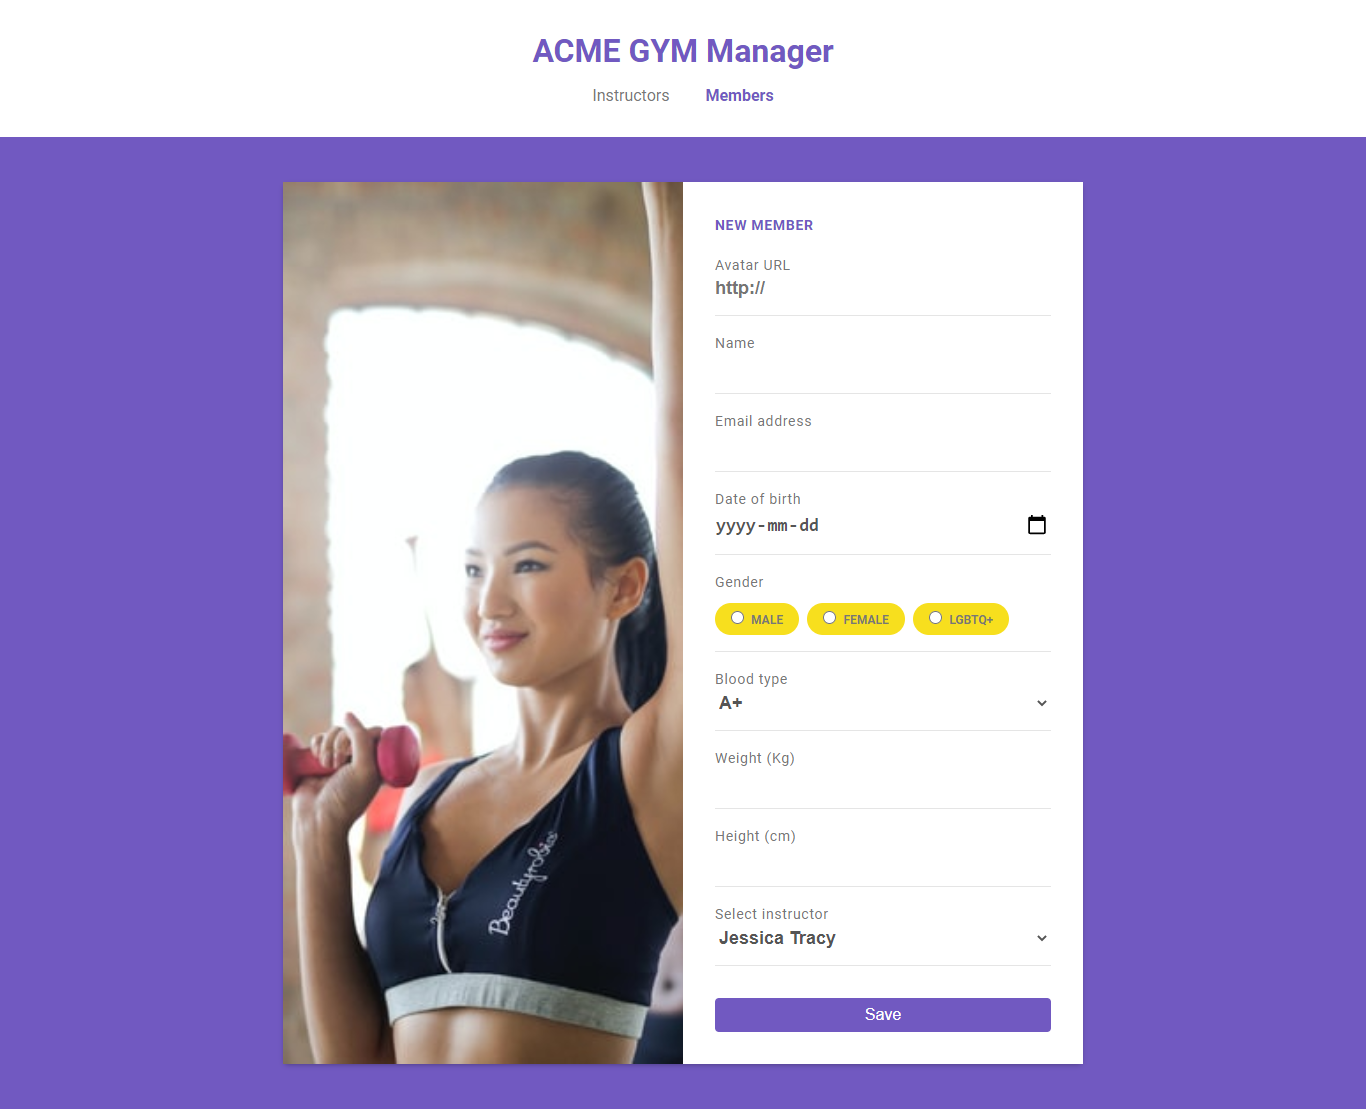 ACME GYM Manager
Instructors Members
NEW MEMBER
Avatar URL
http://
Name
Email address
Date of birth
yyyy-mm-dd
Gender
MALE FEMALE LGBTQ+
Blood type
A+
Weight (Kg)
Height (cm)
Select instructor
Jessica Tracy
Save
Beautyrobic